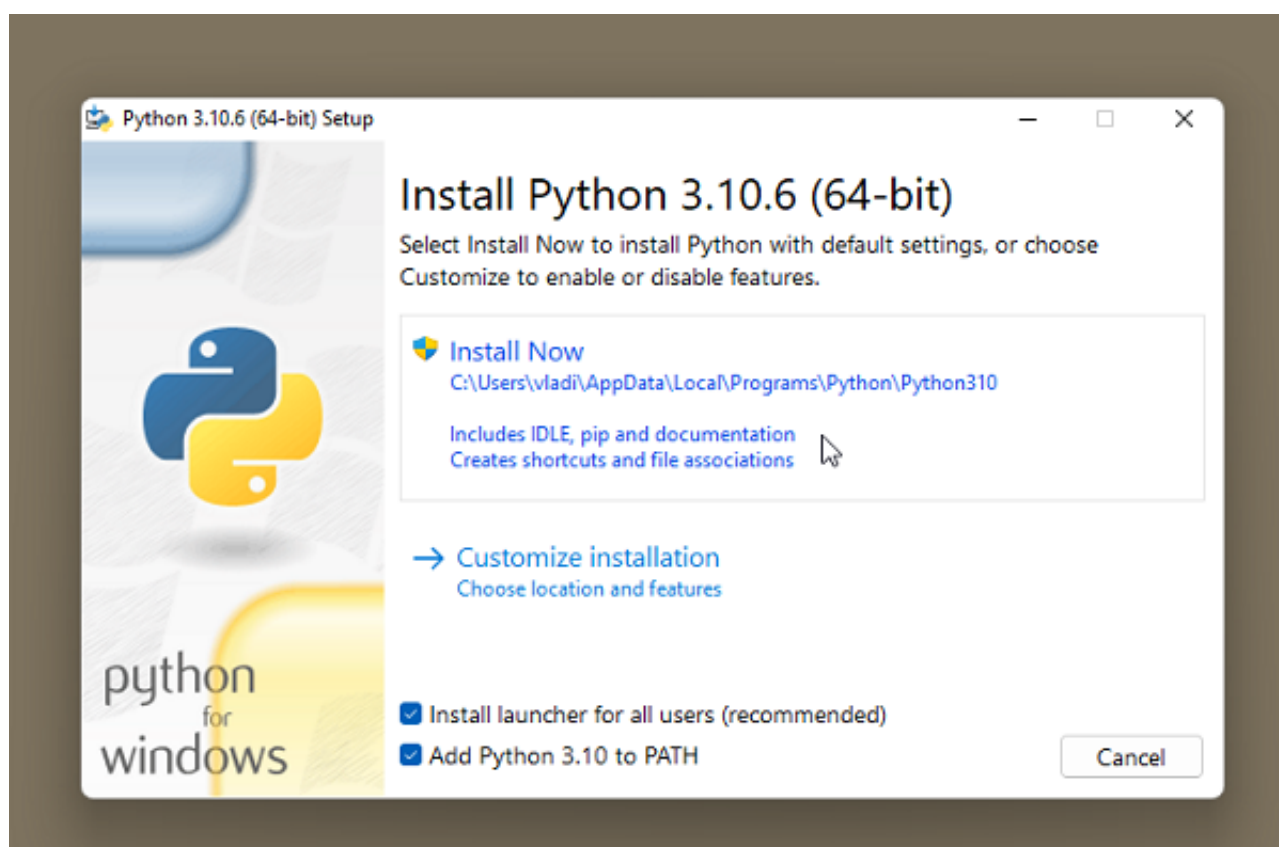 Python 3.10.6 (64-bit) Setup
Install Python 3.10.6 (64-bit)
Select Install Now to install Python with default settings, or choose
Customize to enable or disable features.
Install Now
C:\Users\vladi\AppData\Local\Programs\Python\Python310
Includes IDLE, pip and documentation
Creates shortcuts and file associations
Customize installation
Choose location and features
python
for
windows
Install launcher for all users (recommended)
Add Python 3.10 to PATH
Cancel